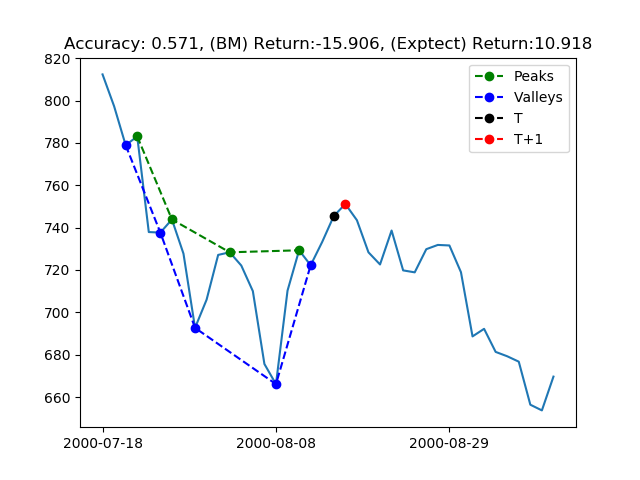 Accuracy: 0.571, (BM) Return:-15.906, (Exptect) Return:10.918
820
800
780
760
740
720
700
680
660
Peaks
Valleys
T
T+1
2000-07-18
2000-08-08
2000-08-29